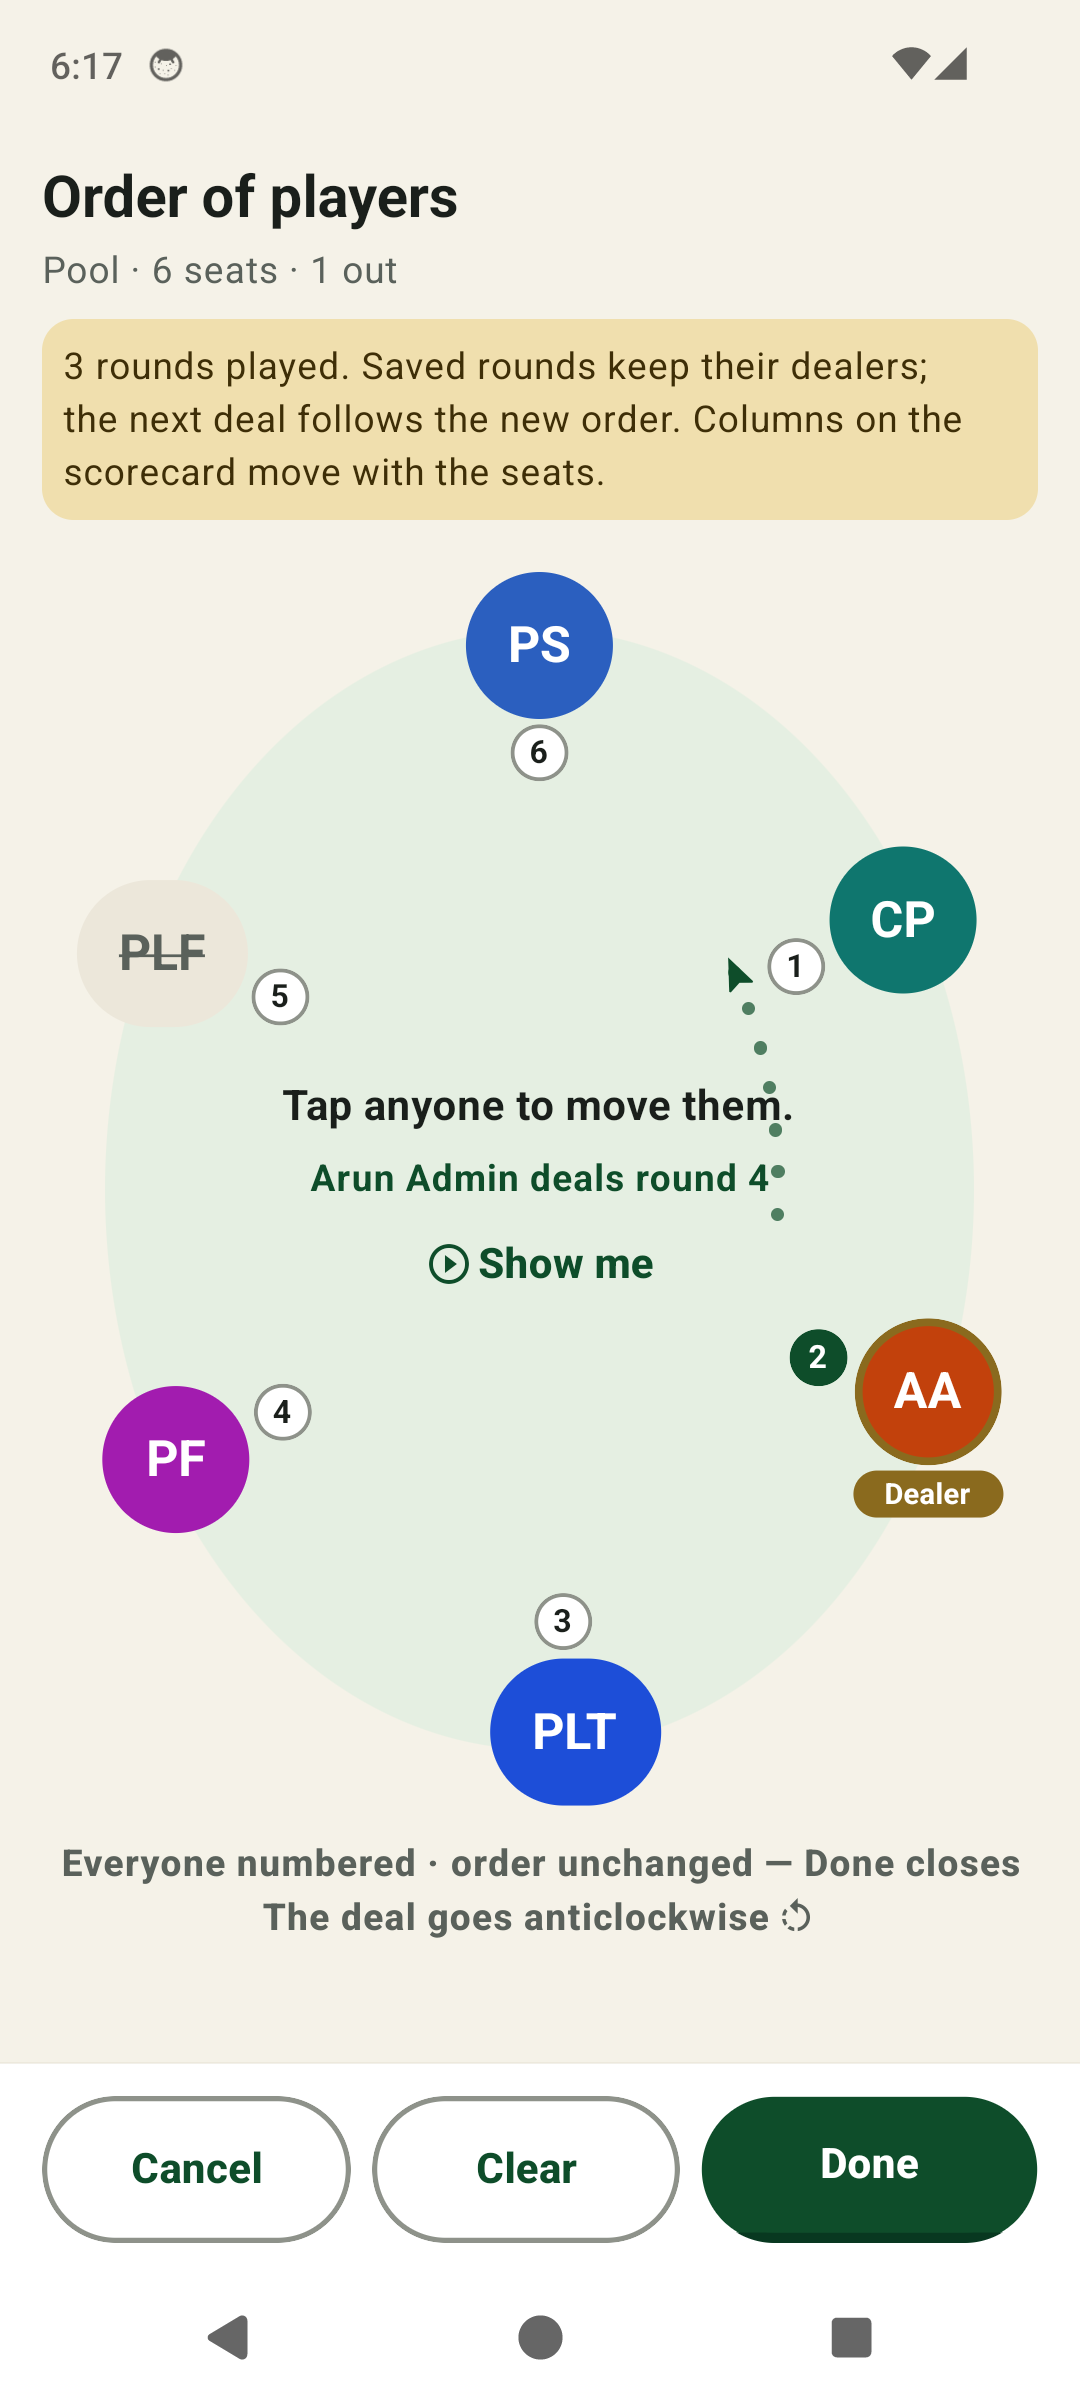 6:17
Order of players
Pool · 6 seats · 1 out
3 rounds played. Saved rounds keep their dealers;
the next deal follows the new order. Columns on the
scorecard move with the seats.
PS
6
CP
1
PLF
5
Tap anyone to move them.
Arun Admin deals round 4
Show me
2
AA
Dealer
4
PF
3
PLT
Everyone numbered · order unchanged — Done closes
The deal goes anticlockwise
Cancel
Clear
Done